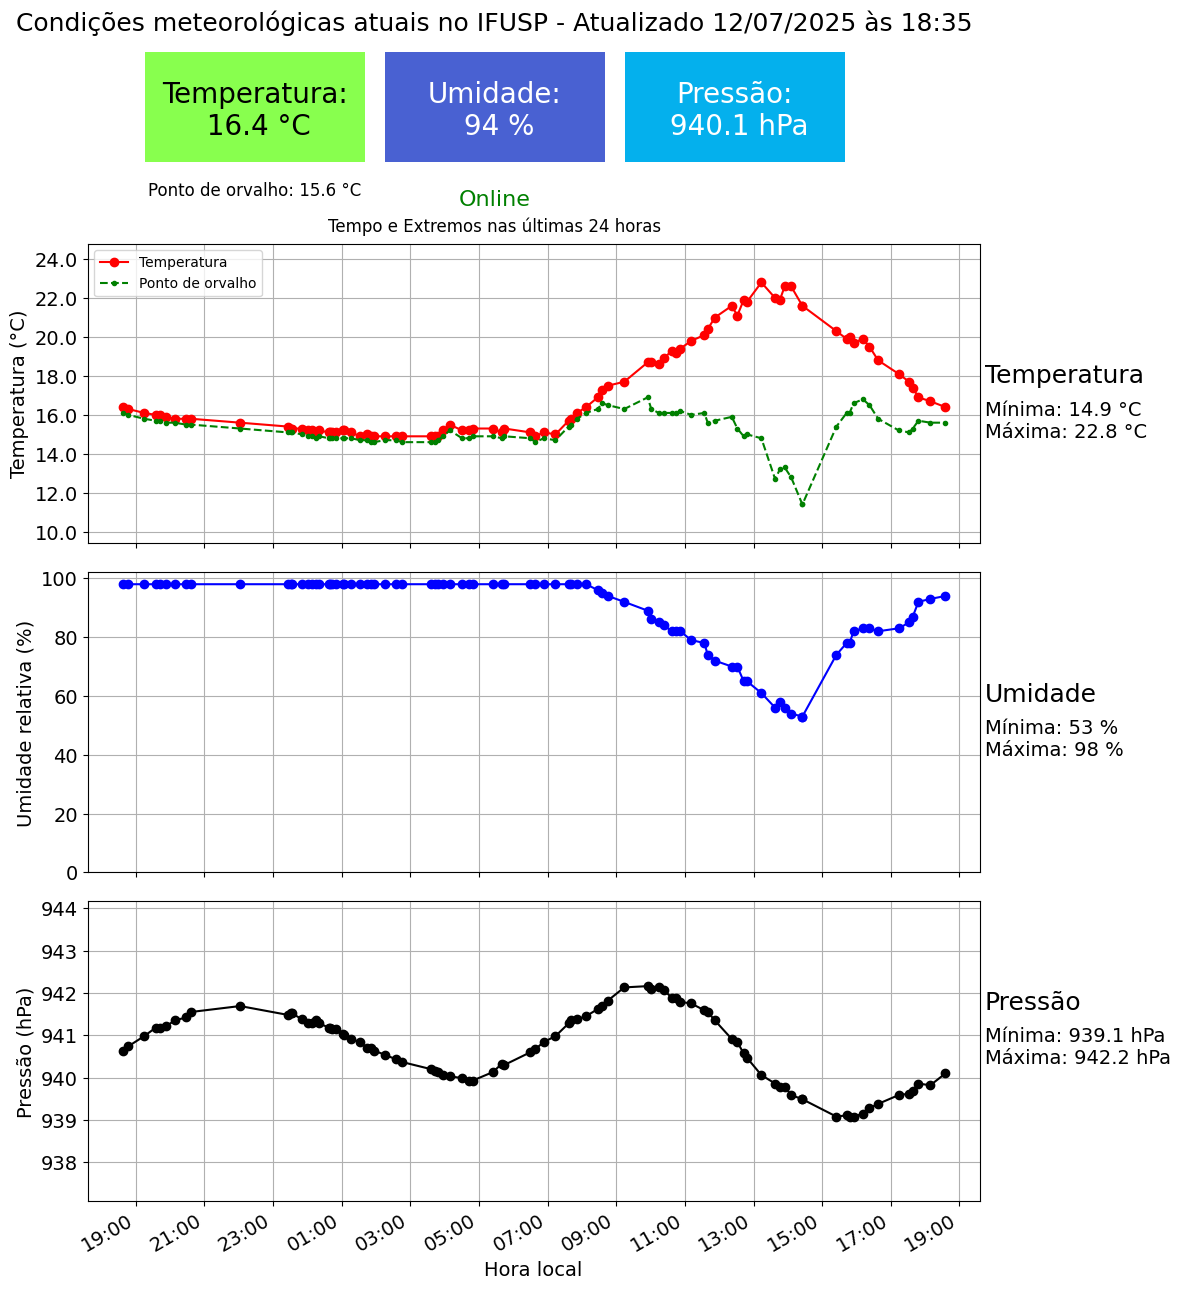 Condições meteorológicas atuais no IFUSP - Atualizado 12/07/2025 às 18:35
Temperatura:
16.4 °C
Umidade:
94 %
Pressão:
940.1 hPa
Ponto de orvalho: 15.6 °C
Online
Tempo e Extremos nas últimas 24 horas
Temperatura (°C)
24.0
22.0
20.0
18.0
16.0
14.0
12.0
10.0
Temperatura
Ponto de orvalho
Temperatura
Mínima: 14.9 °C
Máxima: 22.8 °C
Umidade relativa (%)
100
80
60
40
20
0
Umidade
Mínima: 53 %
Máxima: 98 %
Pressão (hPa)
944
943
942
941
940
939
938
Pressão
Mínima: 939.1 hPa
Máxima: 942.2 hPa
19:00 21:00 23:00 01:00 03:00 05:00 07:00 09:00 11:00 13:00 15:00 17:00 19:00
Hora local